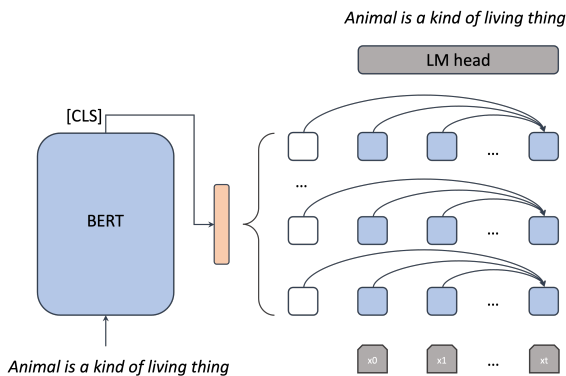 Animal is a kind of living thing
LM head
[CLS]
BERT
...
...
...
...
x0 x1 ... xt
Animal is a kind of living thing